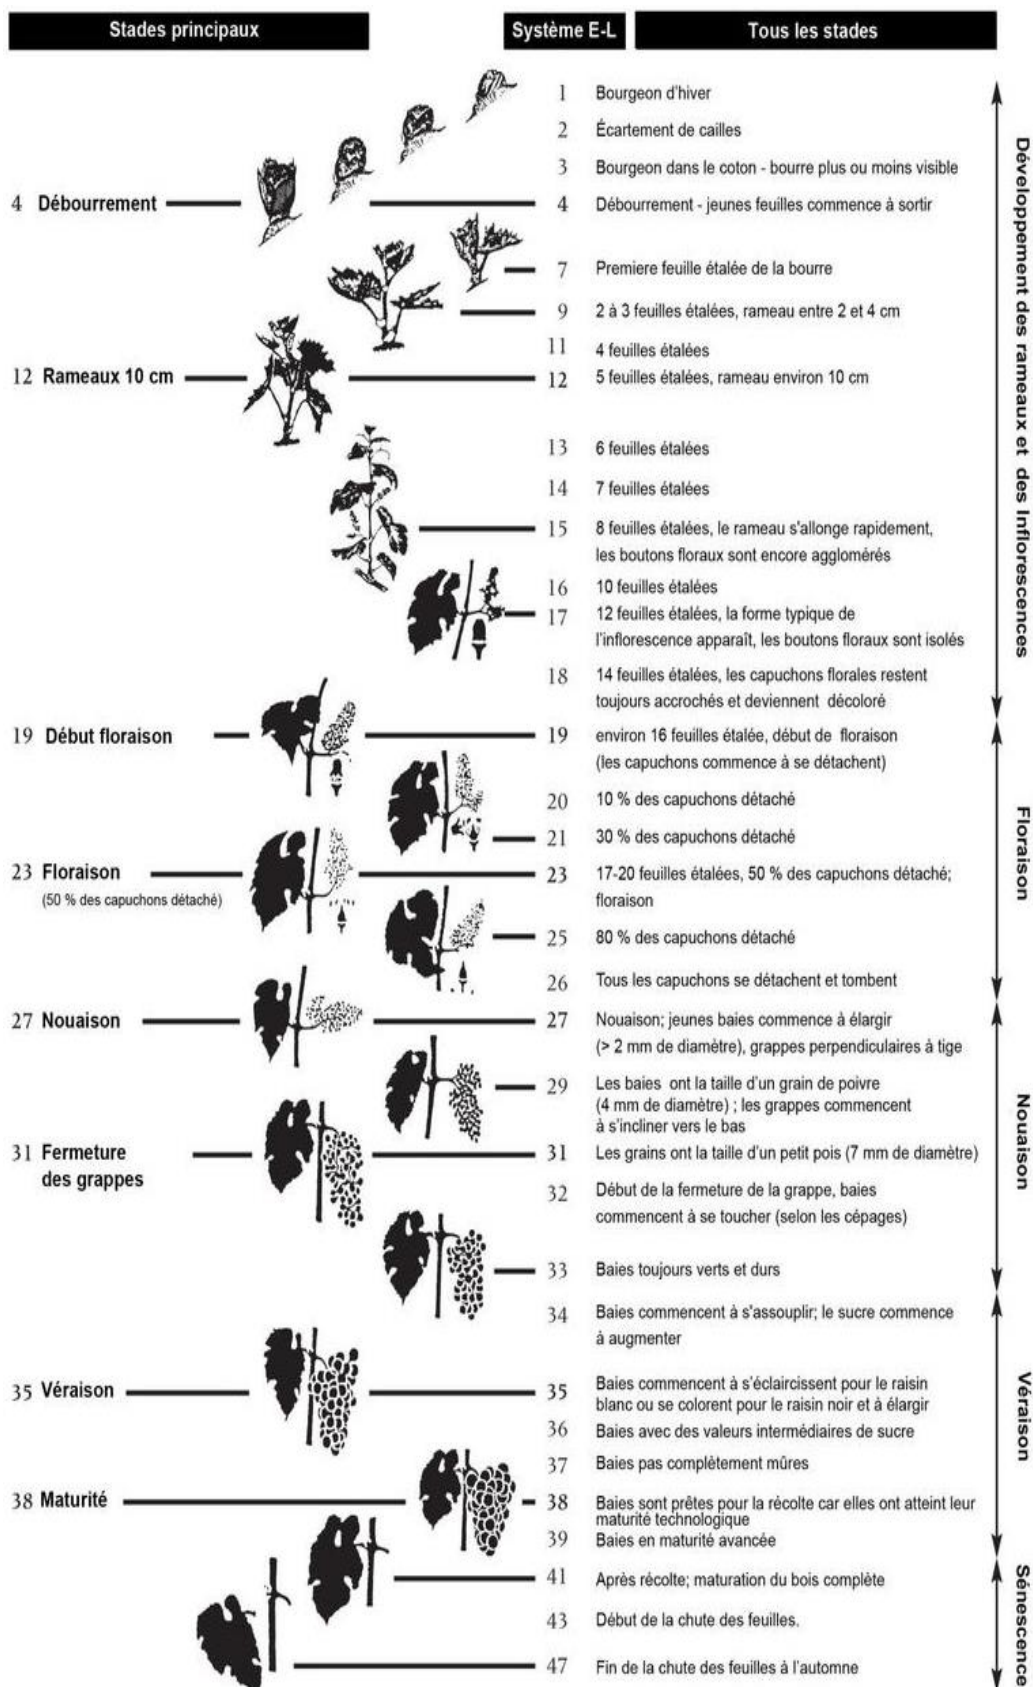 Stades principaux
Système E-L
Tous les stades
1 Bourgeon d'hiver
2 Écartement de cailles
3 Bourgeon dans le coton - bourre plus ou moins visible
4 Débourrement
4 Débourrement - jeunes feuilles commence à sortir
7 Premiere feuille étalée de la bourre
9 2 à 3 feuilles étalées, rameau entre 2 et 4 cm
11 4 feuilles étalées
12 Rameaux 10 cm
12 5 feuilles étalées, rameau environ 10 cm
13 6 feuilles étalées
14 7 feuilles étalées
15 8 feuilles étalées, le rameau s'allonge rapidement,
les boutons floraux sont encore agglomérés
16 10 feuilles étalées
17 12 feuilles étalées, la forme typique de
l'inflorescence apparaît, les boutons floraux sont isolés
18 14 feuilles étalées, les capuchons florales restent
toujours accrochés et deviennent décoloré
Développement des rameaux et des Inflorescences
19 Début floraison
19 environ 16 feuilles étalée, début de floraison
(les capuchons commence à se détachent)
20 10 % des capuchons détaché
21 30 % des capuchons détaché
23 Floraison
(50 % des capuchons détaché)
23 17-20 feuilles étalées, 50 % des capuchons détaché;
floraison
25 80 % des capuchons détaché
26 Tous les capuchons se détachent et tombent
Floraison
27 Nouaison
27 Nouaison; jeunes baies commence à élargir
(> 2 mm de diamètre), grappes perpendiculaires à tige
29 Les baies ont la taille d'un grain de poivre
(4 mm de diamètre) ; les grappes commencent
à s'incliner vers le bas
31 Fermeture
des grappes
31 Les grains ont la taille d'un petit pois (7 mm de diamètre)
32 Début de la fermeture de la grappe, baies
commencent à se toucher (selon les cépages)
33 Baies toujours verts et durs
Nouaison
34 Baies commencent à s'assouplir; le sucre commence
à augmenter
35 Véraison
35 Baies commencent à s'éclaircissent pour le raisin
blanc ou se colorent pour le raisin noir et à élargir
36 Baies avec des valeurs intermédiaires de sucre
37 Baies pas complètement mûres
38 Maturité
38 Baies sont prêtes pour la récolte car elles ont atteint leur
maturité technologique
39 Baies en maturité avancée
Véraison
41 Après récolte; maturation du bois complète
43 Début de la chute des feuilles.
47 Fin de la chute des feuilles à l'automne
Sénescence